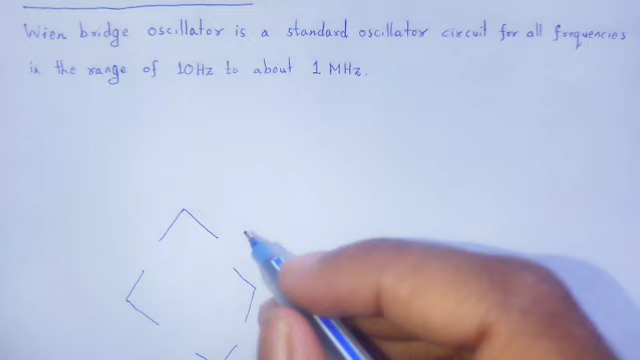 Wien bridge oscillator is a standard oscillator circuit for all frequencies
in the range of 10Hz to about 1 MHz.